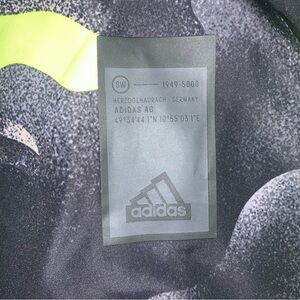 SW 1949-5000
HERZOGENAURACH - GERMANY
ADIDAS AG
49°34'44.1"N 10°55'03.1"E
adidas